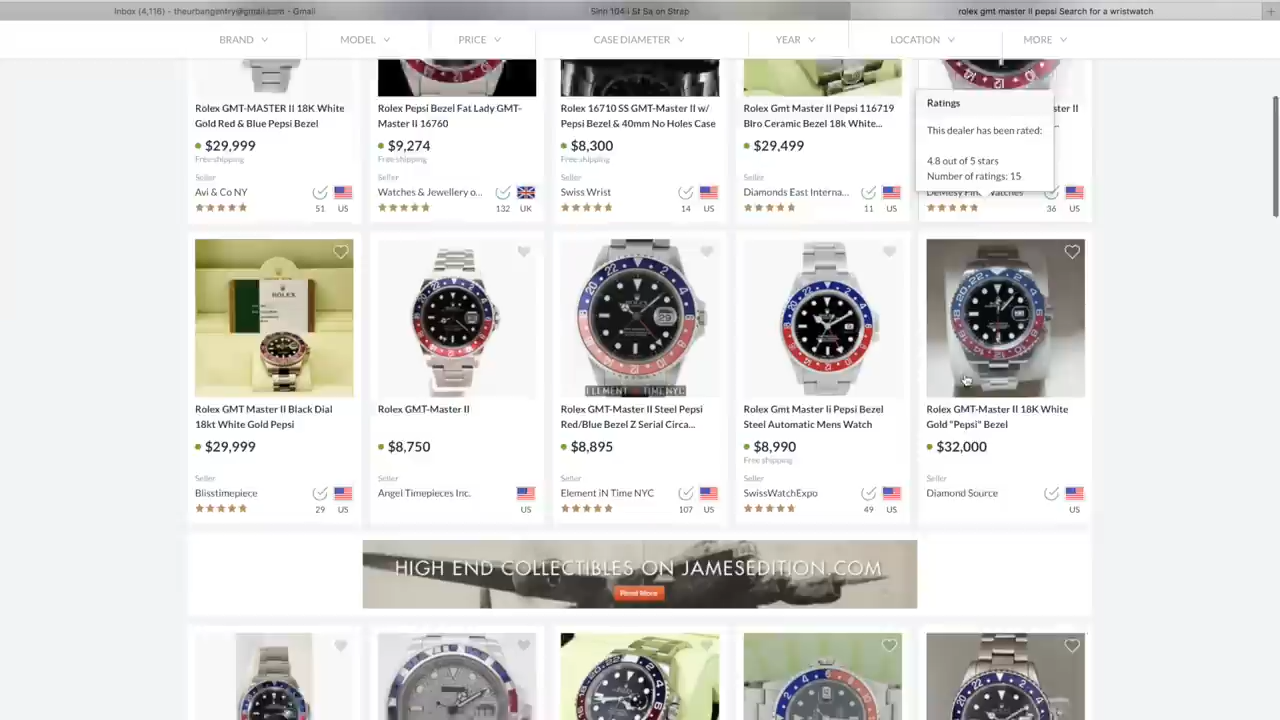 Inbox (4,116) - theurbangentry@gmail.com - Gmail
Sinn 104 I St Sa on Strap
rolex gmt master II pepsi Search for a wristwatch
BRAND
MODEL
PRICE
CASE DIAMETER
YEAR
LOCATION
MORE
Rolex GMT-MASTER II 18K White
Gold Red & Blue Pepsi Bezel
$29,999
Free shipping
Seller
Avi & Co NY
51
US
Rolex Pepsi Bezel Fat Lady GMT-
Master Ii 16760
$9,274
Free shipping
Seller
Watches & Jewellery o...
132
UK
Rolex 16710 SS GMT-Master II w/
Pepsi Bezel & 40mm No Holes Case
$8,300
Free shipping
Seller
Swiss Wrist
14
US
Rolex Gmt Master II Pepsi 116719
Blro Ceramic Bezel 18k White...
$29,499
Seller
Diamonds East Interna...
11
US
Ratings
This dealer has been rated:
4.8 out of 5 stars
Number of ratings: 15
36
US
ROLEX
Rolex GMT Master II Black Dial
18kt White Gold Pepsi
$29,999
Seller
Blisstimepiece
29
US
Rolex GMT-Master II
$8,750
Seller
Angel Timepieces Inc.
US
ELEMENT iN TIME NYC
Rolex GMT-Master II Steel Pepsi
Red/Blue Bezel Z Serial Circa...
$8,895
Seller
Element iN Time NYC
107
US
Rolex Gmt Master Ii Pepsi Bezel
Steel Automatic Mens Watch
$8,990
Free shipping
Seller
SwissWatchExpo
49
US
Rolex GMT-Master II 18K White
Gold "Pepsi" Bezel
$32,000
Seller
Diamond Source
US
HIGH END COLLECTIBLES ON JAMESEDITION.COM
Read More